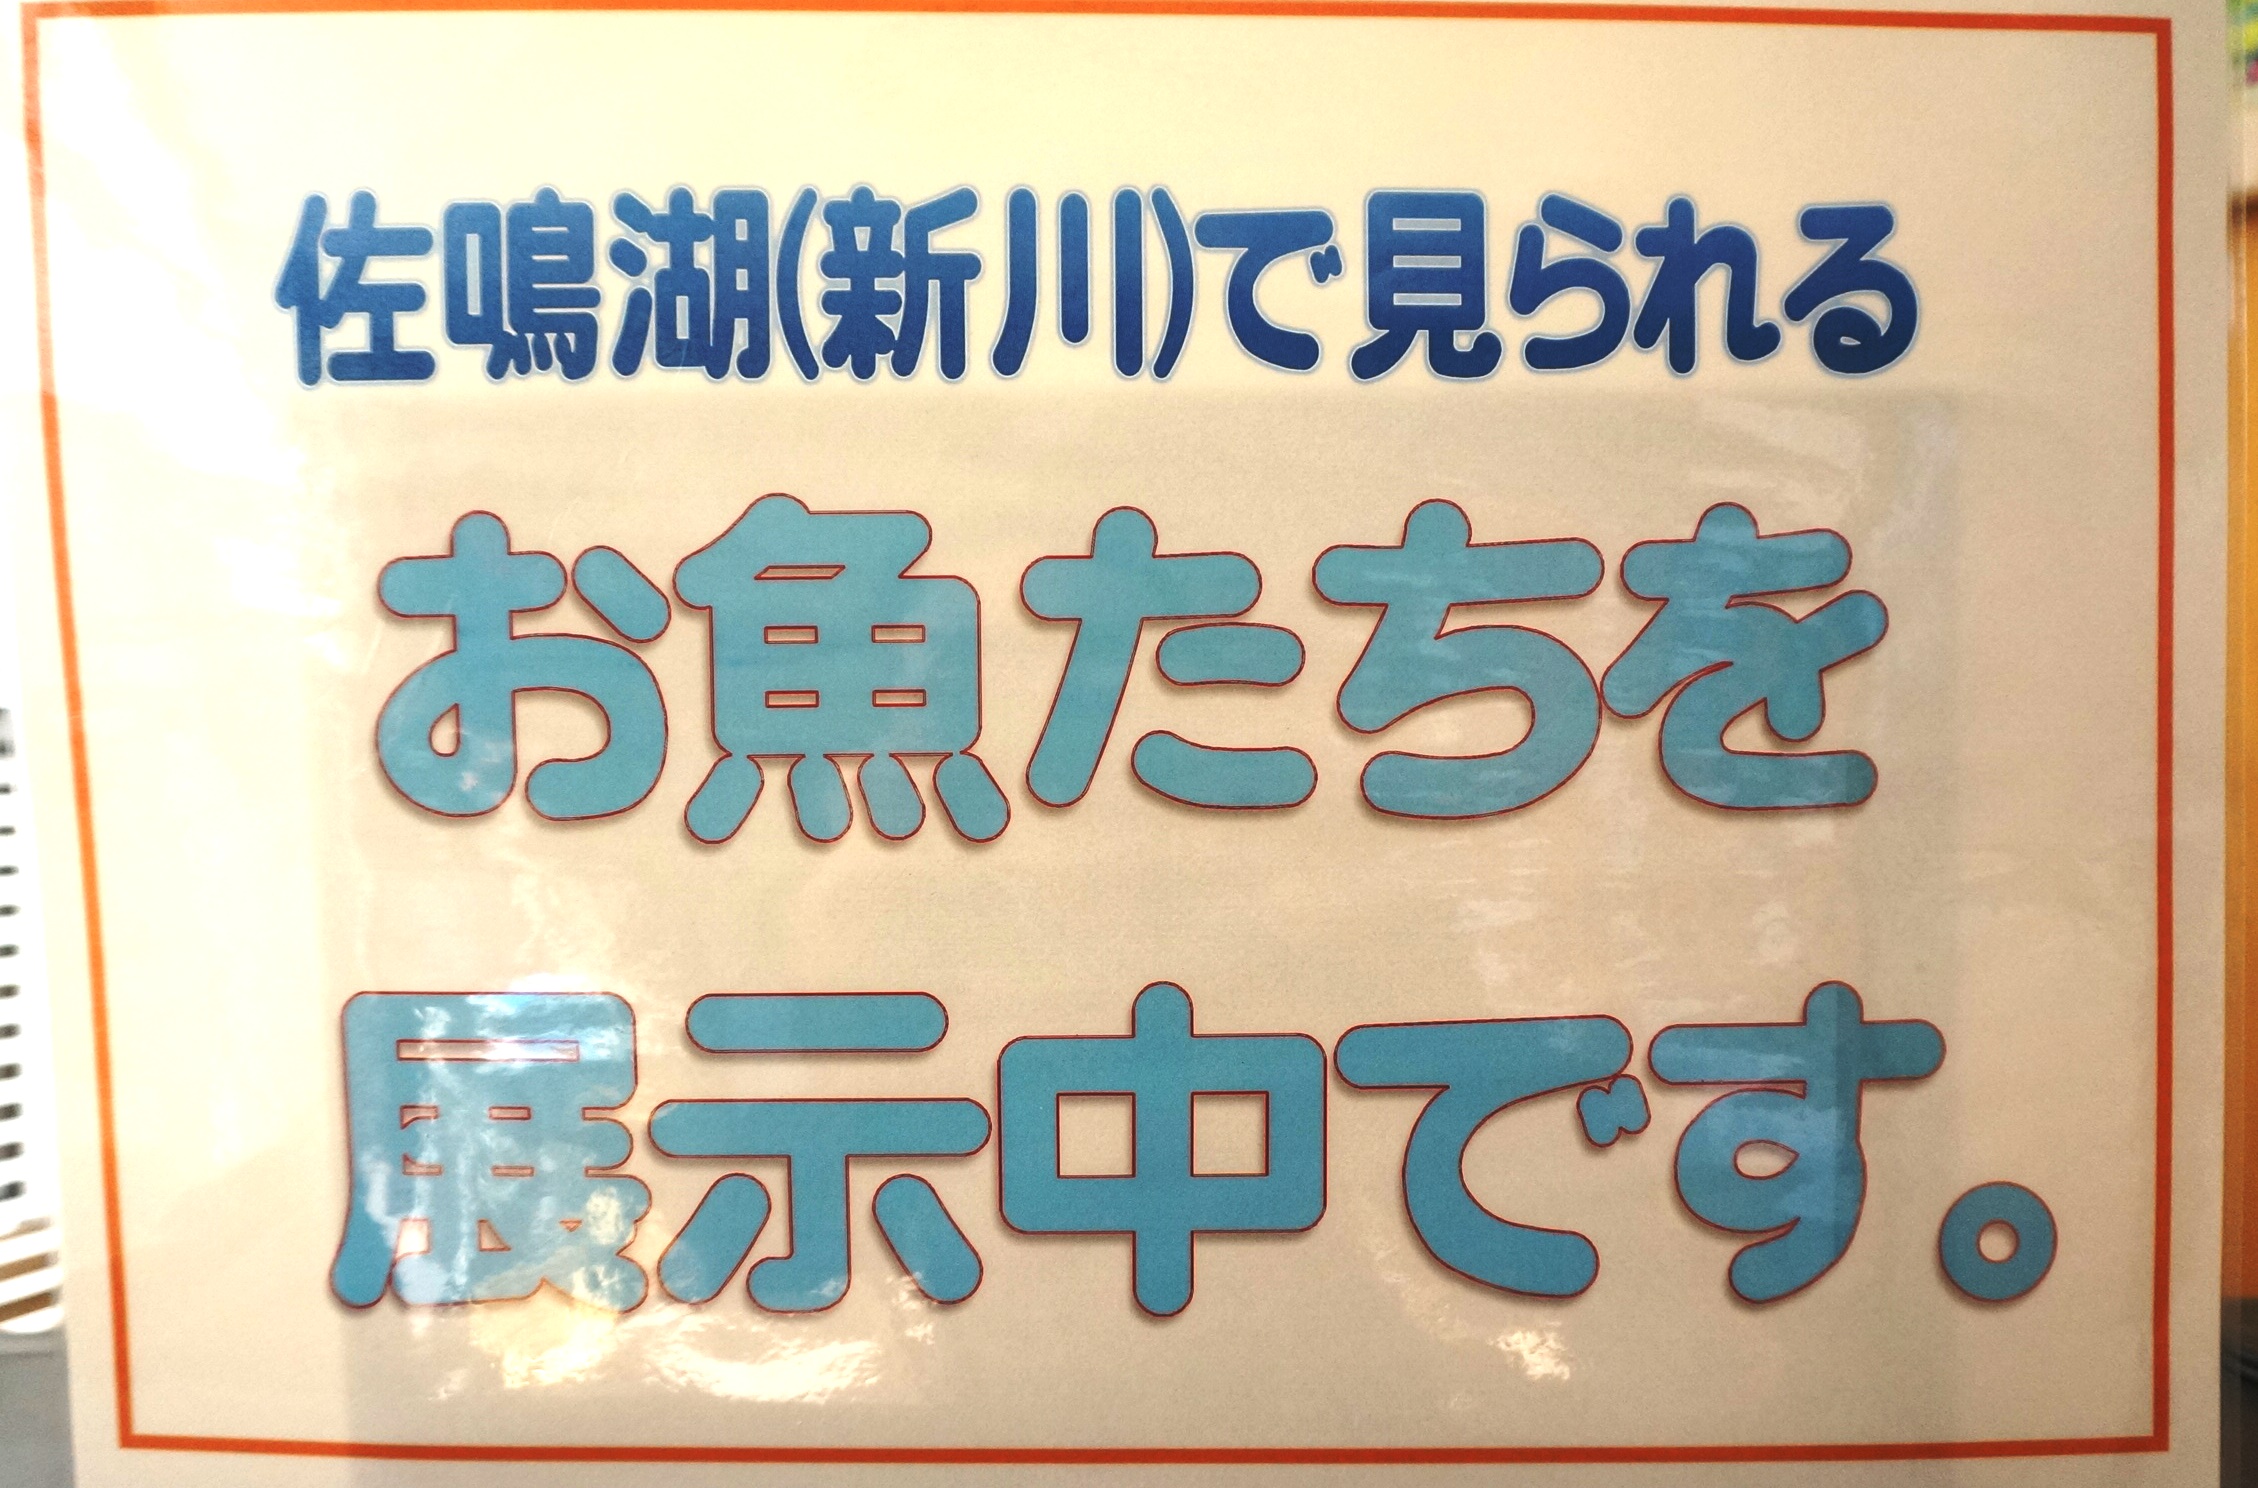 佐鳴湖(新川)で見られる
お魚たちを
展示中です。